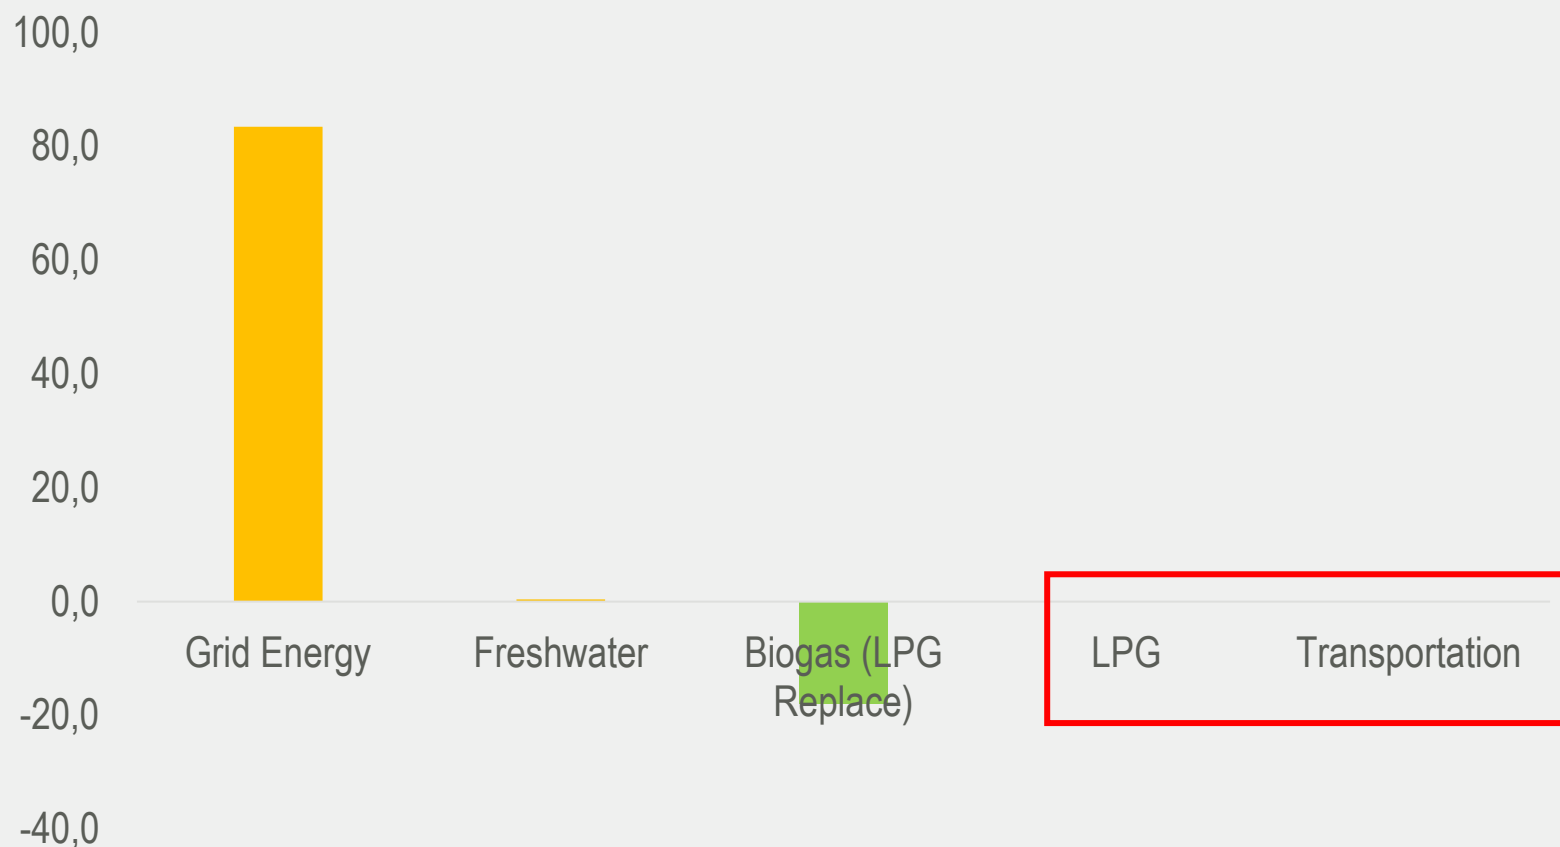 100,0
80,0
60,0
40,0
20,0
0,0
Grid Energy
Freshwater
Biogas (LPG
Replace)
LPG
Transportation
-20,0
-40,0